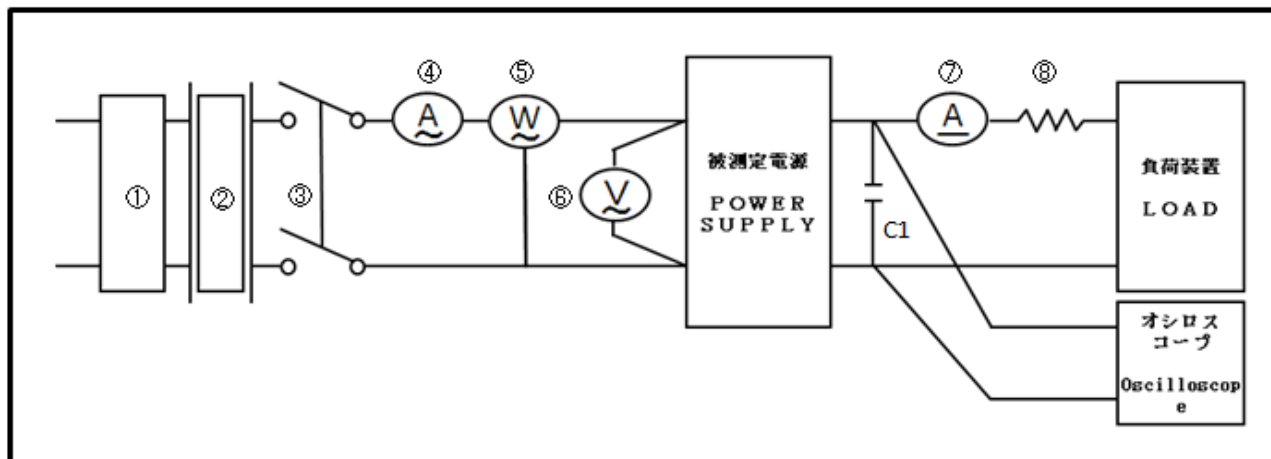 ④ ⑤ ⑦ ⑧
① ② ③ A W ⑥ V
被測定電源
POWER
SUPPLY
C1
A
負荷装置
LOAD
オシロス
コープ
Oscilloscop
e